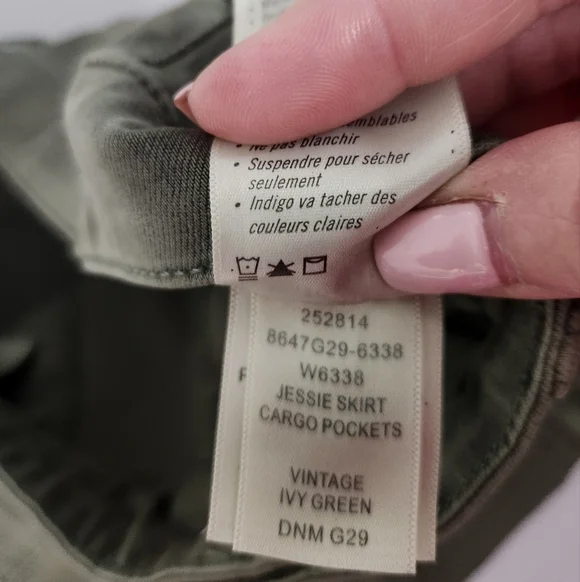 emblables
• Ne pas blanchir
• Suspendre pour sécher
seulement
• Indigo va tacher des
couleurs claires
252814
8647G29-6338
W6338
JESSIE SKIRT
CARGO POCKETS
VINTAGE
IVY GREEN
DNM G29